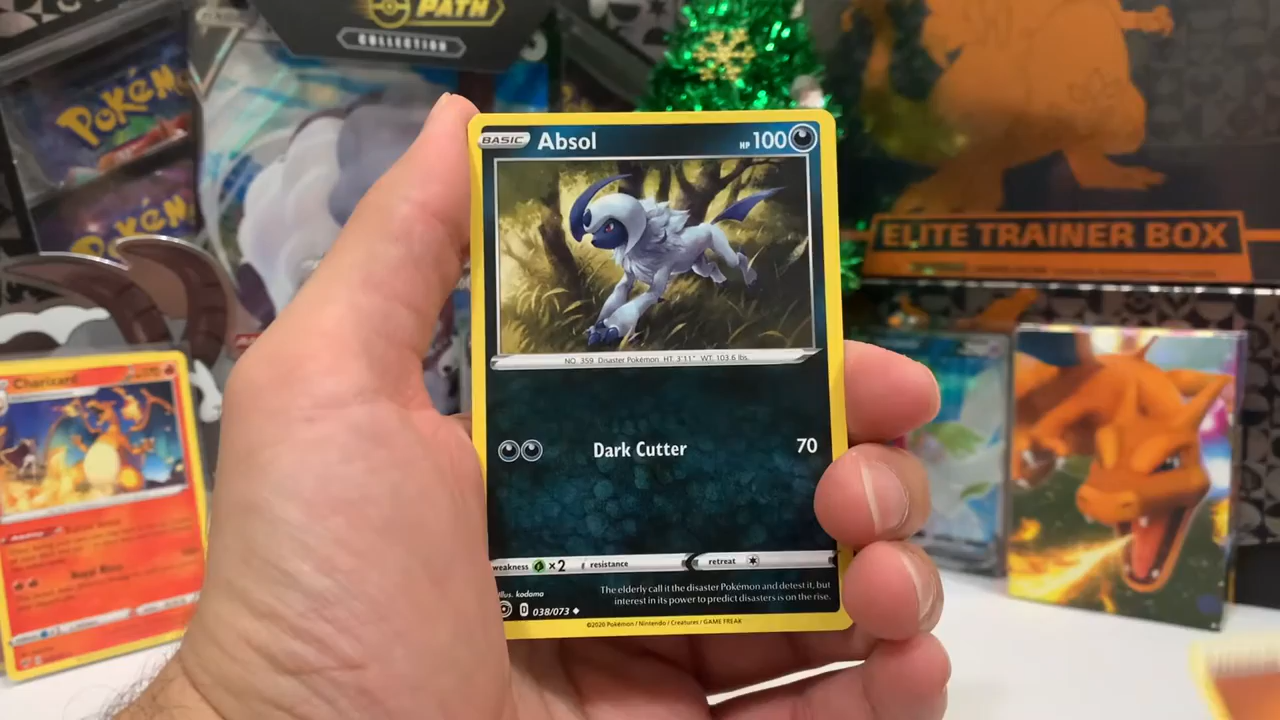 PATH
COLLECTION
POKÉMON
POKÉMON
ELITE TRAINER BOX
BASIC Absol HP 100
NO. 359 Disaster Pokémon HT. 3'11" WT. 103.6 lbs.
Dark Cutter 70
weakness ×2 resistance retreat
Illus. kodama
The elderly call it the disaster Pokémon and detest it, but
interest in its power to predict disasters is on the rise.
038/073
©2020 Pokémon / Nintendo / Creatures / GAME FREAK
Charizard